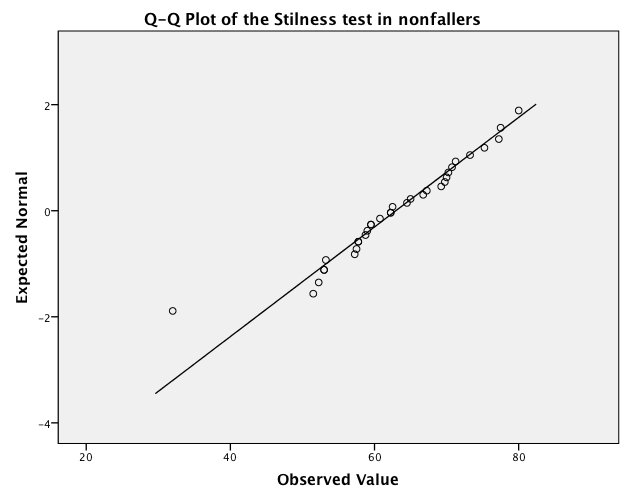 Q-Q Plot of the Stilness test in nonfallers
Expected Normal
2
0
-2
-4
20 40 60 80
Observed Value